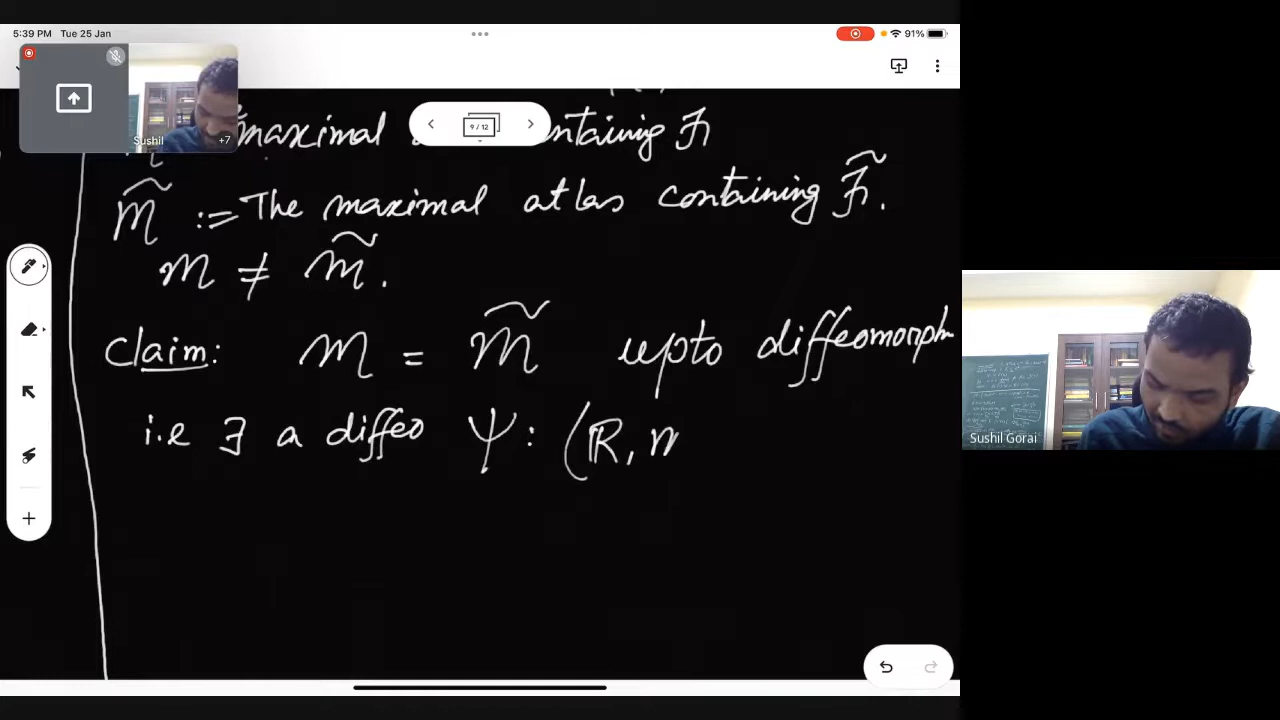 5:39 PM Tue 25 Jan
91%
Sushil
+7
9 / 12
maximal containing 𝓕
𝓜̃ := The maximal atlas containing 𝓕̃.
𝓜 ≠ 𝓜̃.
Claim: 𝓜 = 𝓜̃ upto diffeomorph
i.e ∃ a diffeo Ψ: (ℝ, m
Sushil Gorai